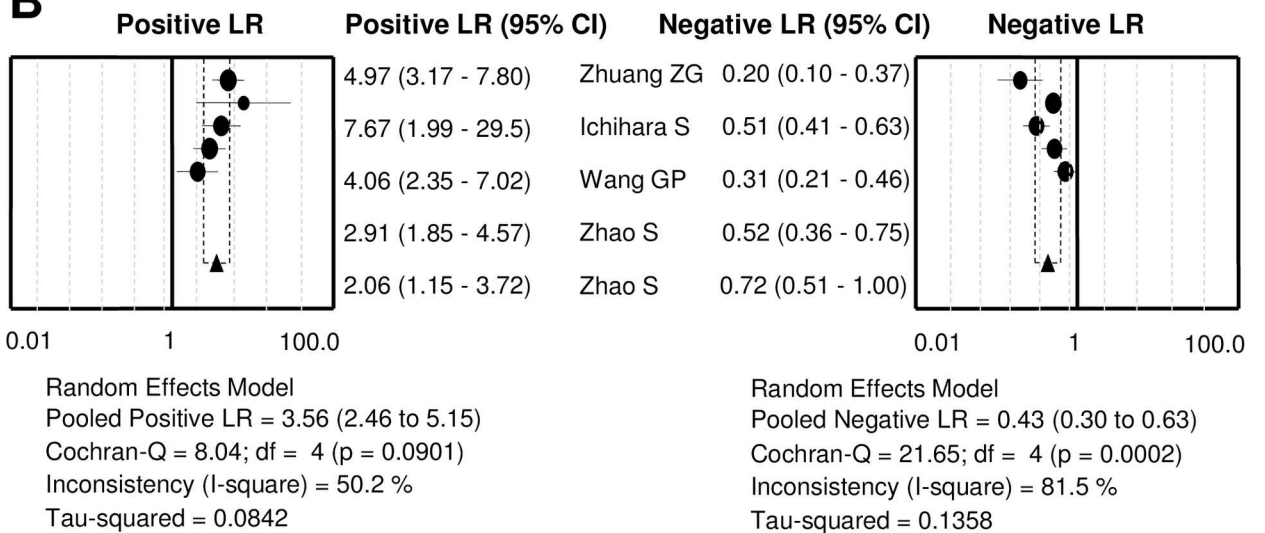 B
Positive LR Positive LR (95% CI) Negative LR (95% CI) Negative LR
4.97 (3.17 - 7.80) Zhuang ZG 0.20 (0.10 - 0.37)
7.67 (1.99 - 29.5) Ichihara S 0.51 (0.41 - 0.63)
4.06 (2.35 - 7.02) Wang GP 0.31 (0.21 - 0.46)
2.91 (1.85 - 4.57) Zhao S 0.52 (0.36 - 0.75)
2.06 (1.15 - 3.72) Zhao S 0.72 (0.51 - 1.00)
0.01 1 100.0 0.01 1 100.0
Random Effects Model
Pooled Positive LR = 3.56 (2.46 to 5.15)
Cochran-Q = 8.04; df = 4 (p = 0.0901)
Inconsistency (I-square) = 50.2 %
Tau-squared = 0.0842
Random Effects Model
Pooled Negative LR = 0.43 (0.30 to 0.63)
Cochran-Q = 21.65; df = 4 (p = 0.0002)
Inconsistency (I-square) = 81.5 %
Tau-squared = 0.1358